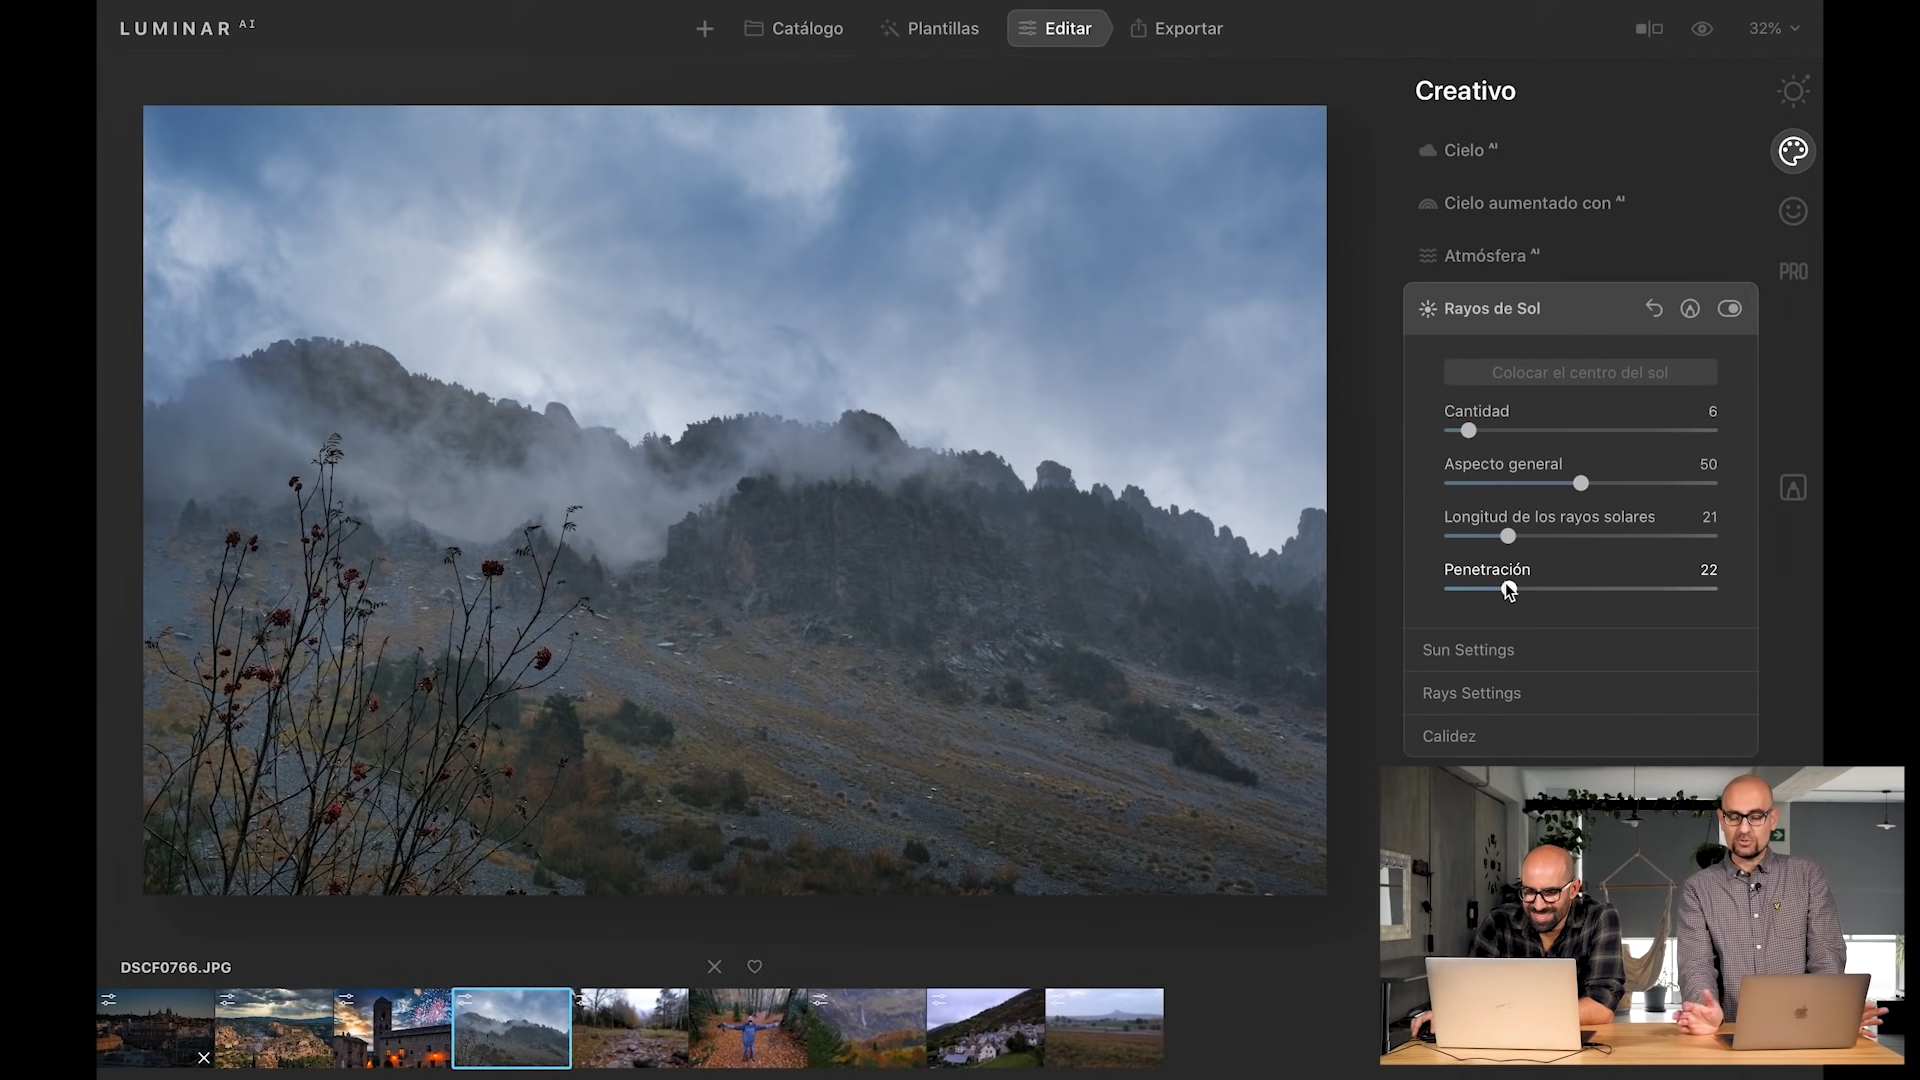 LUMINAR AI
Catálogo
Plantillas
Editar
Exportar
32%
Creativo
Cielo AI
Cielo aumentado con AI
Atmósfera AI
PRO
Rayos de Sol
Colocar el centro del sol
Cantidad 6
Aspecto general 50
Longitud de los rayos solares 21
Penetración 22
Sun Settings
Rays Settings
Calidez
DSCF0766.JPG